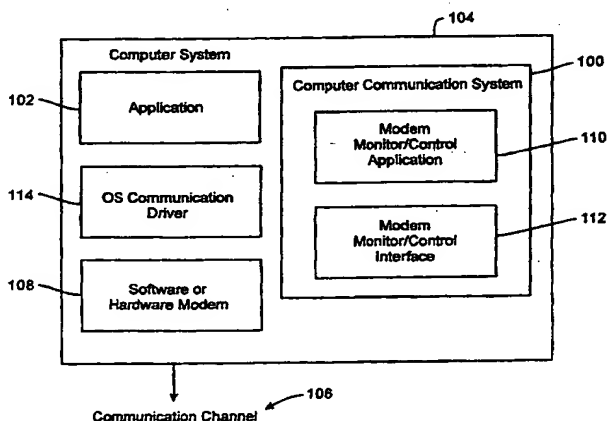 104
Computer System
100
Computer Communication System
102
Application
Modem
Monitor/Control
Application
110
114
OS Communication
Driver
112
Modem
Monitor/Control
Interface
108
Software or
Hardware Modem
106
Communication Channel